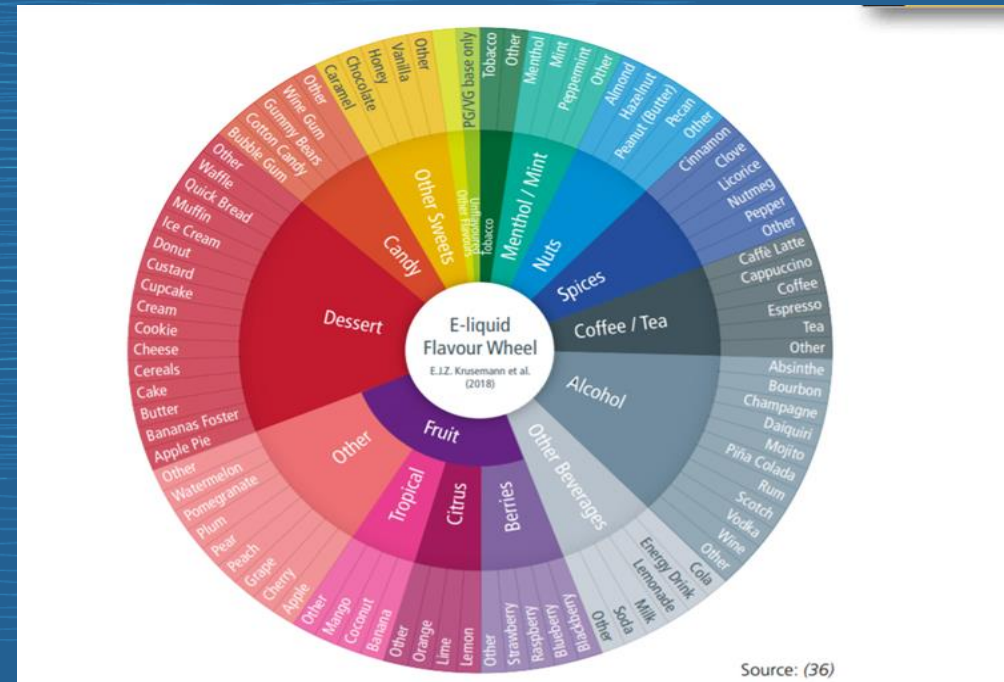 E-liquid
Flavour Wheel
E.J.Z. Krusemann et al.
(2018)
Tobacco
Tobacco
Other
Menthol / Mint
Menthol
Mint
Peppermint
Other
Nuts
Almond
Hazelnut
Peanut (Butter)
Pecan
Other
Spices
Cinnamon
Clove
Licorice
Nutmeg
Pepper
Other
Coffee / Tea
Caffè Latte
Cappuccino
Coffee
Espresso
Tea
Other
Alcohol
Absinthe
Bourbon
Champagne
Daiquiri
Mojito
Piña Colada
Rum
Scotch
Vodka
Wine
Other
Other Beverages
Cola
Energy Drink
Lemonade
Milk
Soda
Other
Fruit
Berries
Blackberry
Blueberry
Raspberry
Strawberry
Other
Citrus
Lemon
Lime
Orange
Other
Tropical
Banana
Coconut
Mango
Other
Other
Apple
Cherry
Grape
Peach
Pear
Plum
Pomegranate
Watermelon
Other
Dessert
Apple Pie
Bananas Foster
Butter
Cake
Cereals
Cheese
Cookie
Cream
Cupcake
Custard
Donut
Ice Cream
Muffin
Quick Bread
Waffle
Other
Candy
Bubble Gum
Cotton Candy
Gummy Bears
Wine Gum
Other
Other Sweets
Caramel
Chocolate
Honey
Vanilla
Other
Other Flavours
Unflavoured
PG/VG base only
Source: (36)